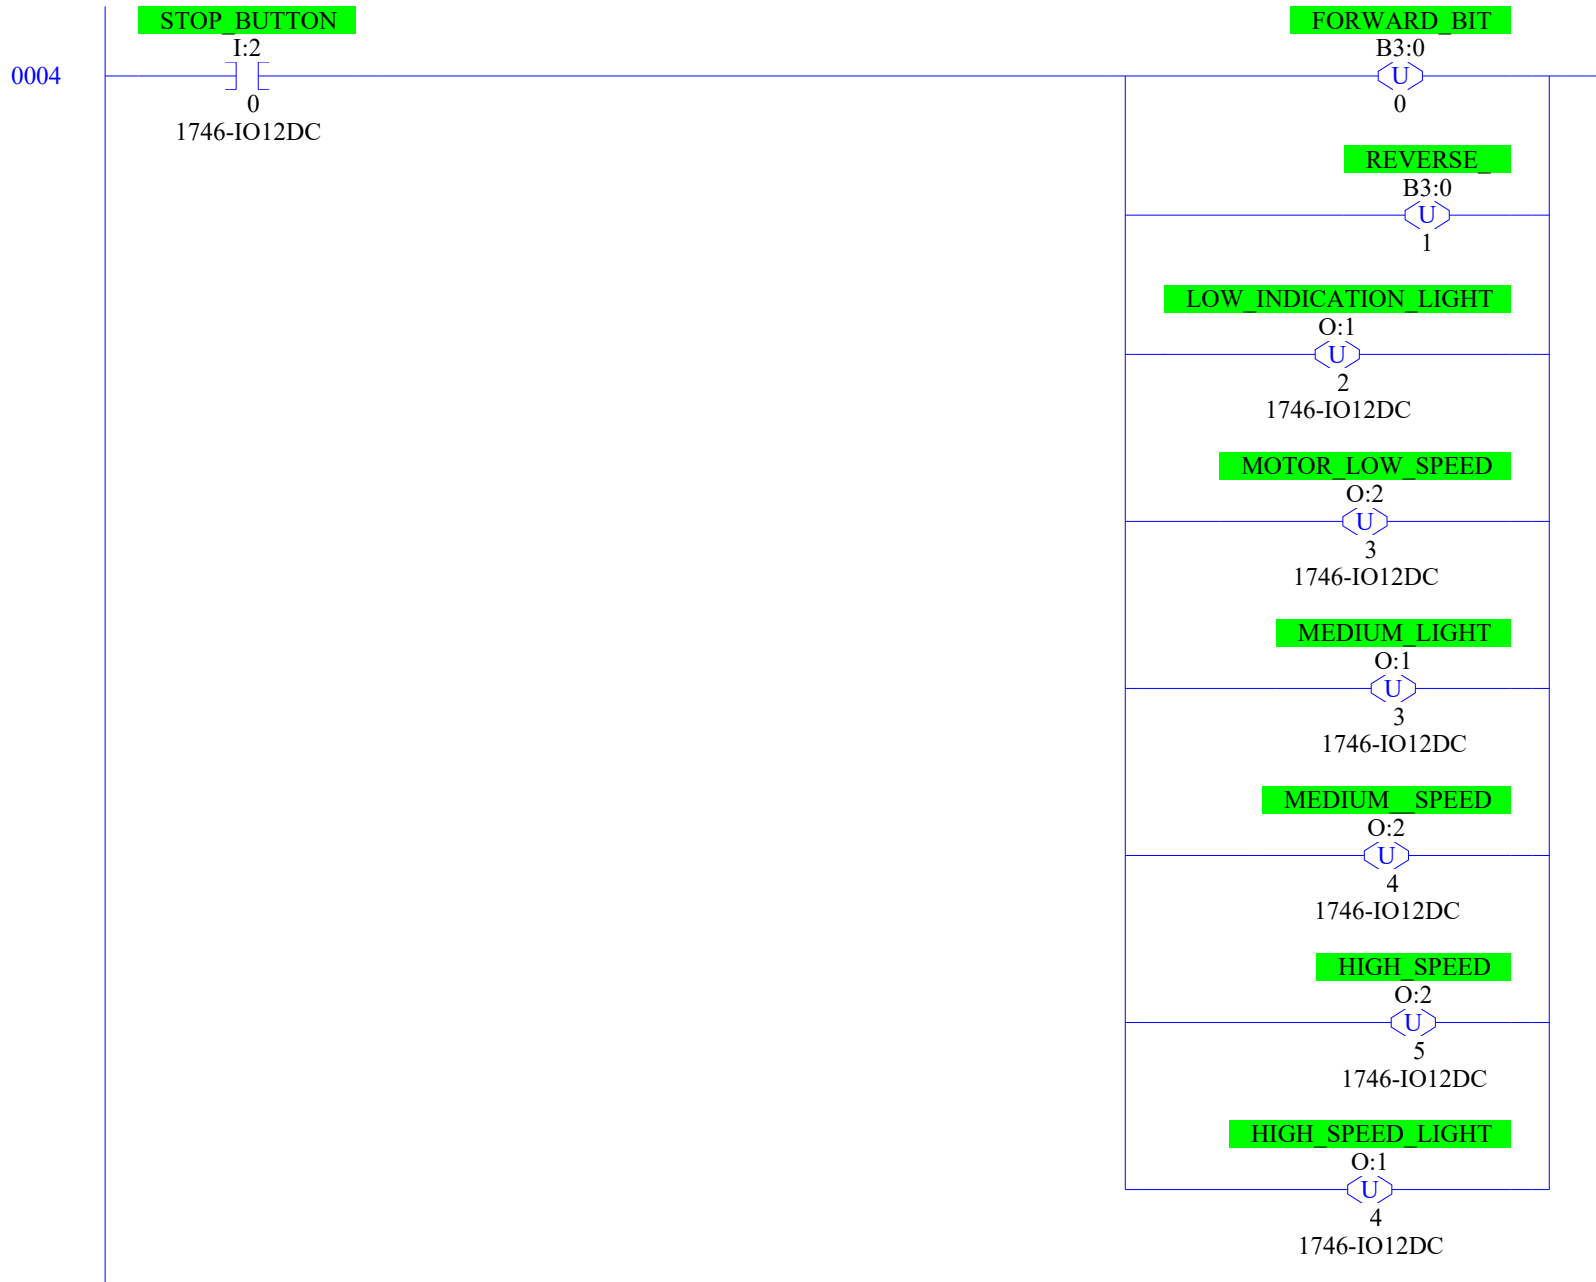 STOP_BUTTON
I:2
0004
0
1746-IO12DC
FORWARD_BIT
B3:0
U
0
REVERSE_
B3:0
U
1
LOW_INDICATION_LIGHT
O:1
U
2
1746-IO12DC
MOTOR_LOW_SPEED
O:2
U
3
1746-IO12DC
MEDIUM_LIGHT
O:1
U
3
1746-IO12DC
MEDIUM__SPEED
O:2
U
4
1746-IO12DC
HIGH_SPEED
O:2
U
5
1746-IO12DC
HIGH_SPEED_LIGHT
O:1
U
4
1746-IO12DC